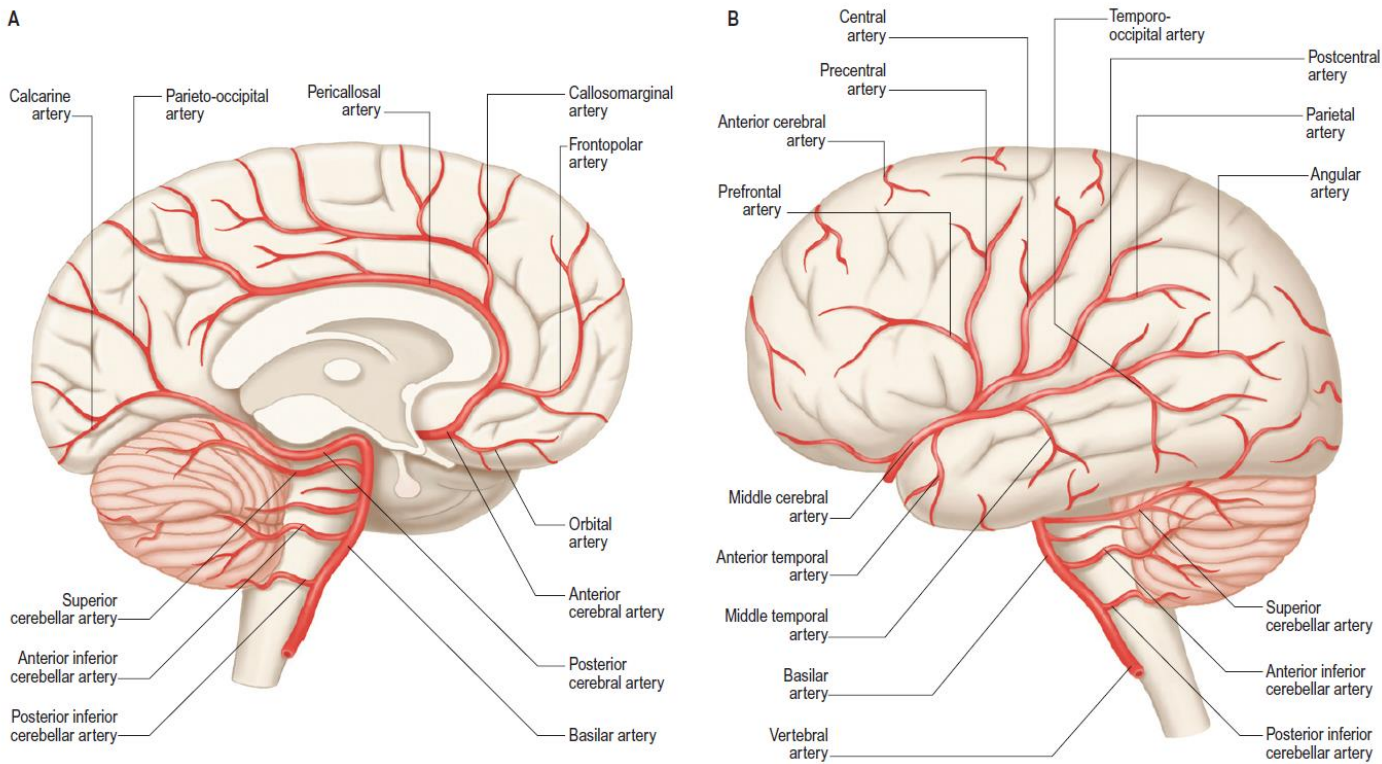 A
Calcarine
artery
Parieto-occipital
artery
Pericallosal
artery
Callosomarginal
artery
Frontopolar
artery
Orbital
artery
Anterior
cerebral artery
Posterior
cerebral artery
Basilar artery
Superior
cerebellar artery
Anterior inferior
cerebellar artery
Posterior inferior
cerebellar artery
B
Central
artery
Temporo-
occipital artery
Precentral
artery
Postcentral
artery
Anterior cerebral
artery
Parietal
artery
Prefrontal
artery
Angular
artery
Middle cerebral
artery
Anterior temporal
artery
Middle temporal
artery
Basilar
artery
Vertebral
artery
Superior
cerebellar artery
Anterior inferior
cerebellar artery
Posterior inferior
cerebellar artery